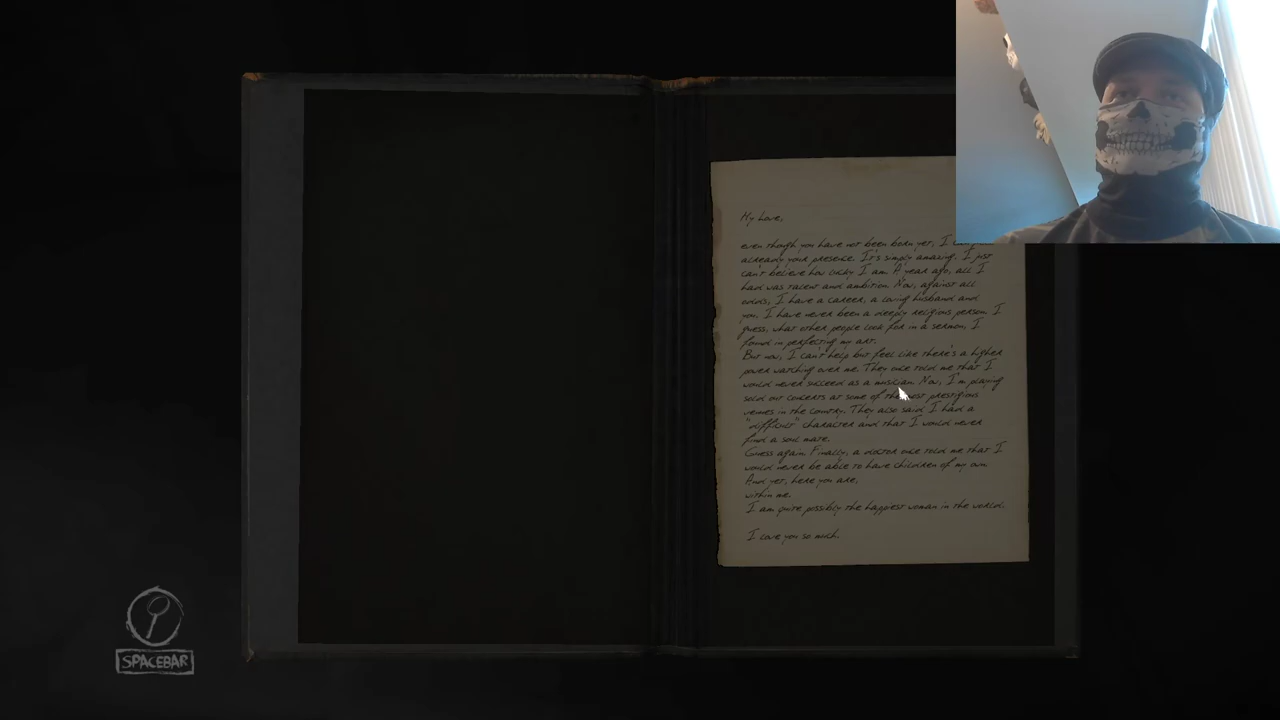 My love,
even though you have not been born yet, I can
already your presence. It's simply amazing. I just
can't believe how lucky I am. A year ago, all I
had was talent and ambition. Now, against all
odds, I have a career, a loving husband and
you. I have never been a deeply religious person. I
guess, what other people look for in a sermon, I
found in perfecting my art.
But now, I can't help but feel like there's a higher
power watching over me. They once told me that I
would never succeed as a musician. Now, I'm playing
sold out concerts at some of the most prestigious
venues in the country. They also said I had a
"difficult" character and that I would never
find a soul mate.
Guess again. Finally, a doctor once told me that I
would never be able to have children of my own.
And yet, here you are,
within me.
I am quite possibly the happiest woman in the world.
I love you so much.
SPACEBAR